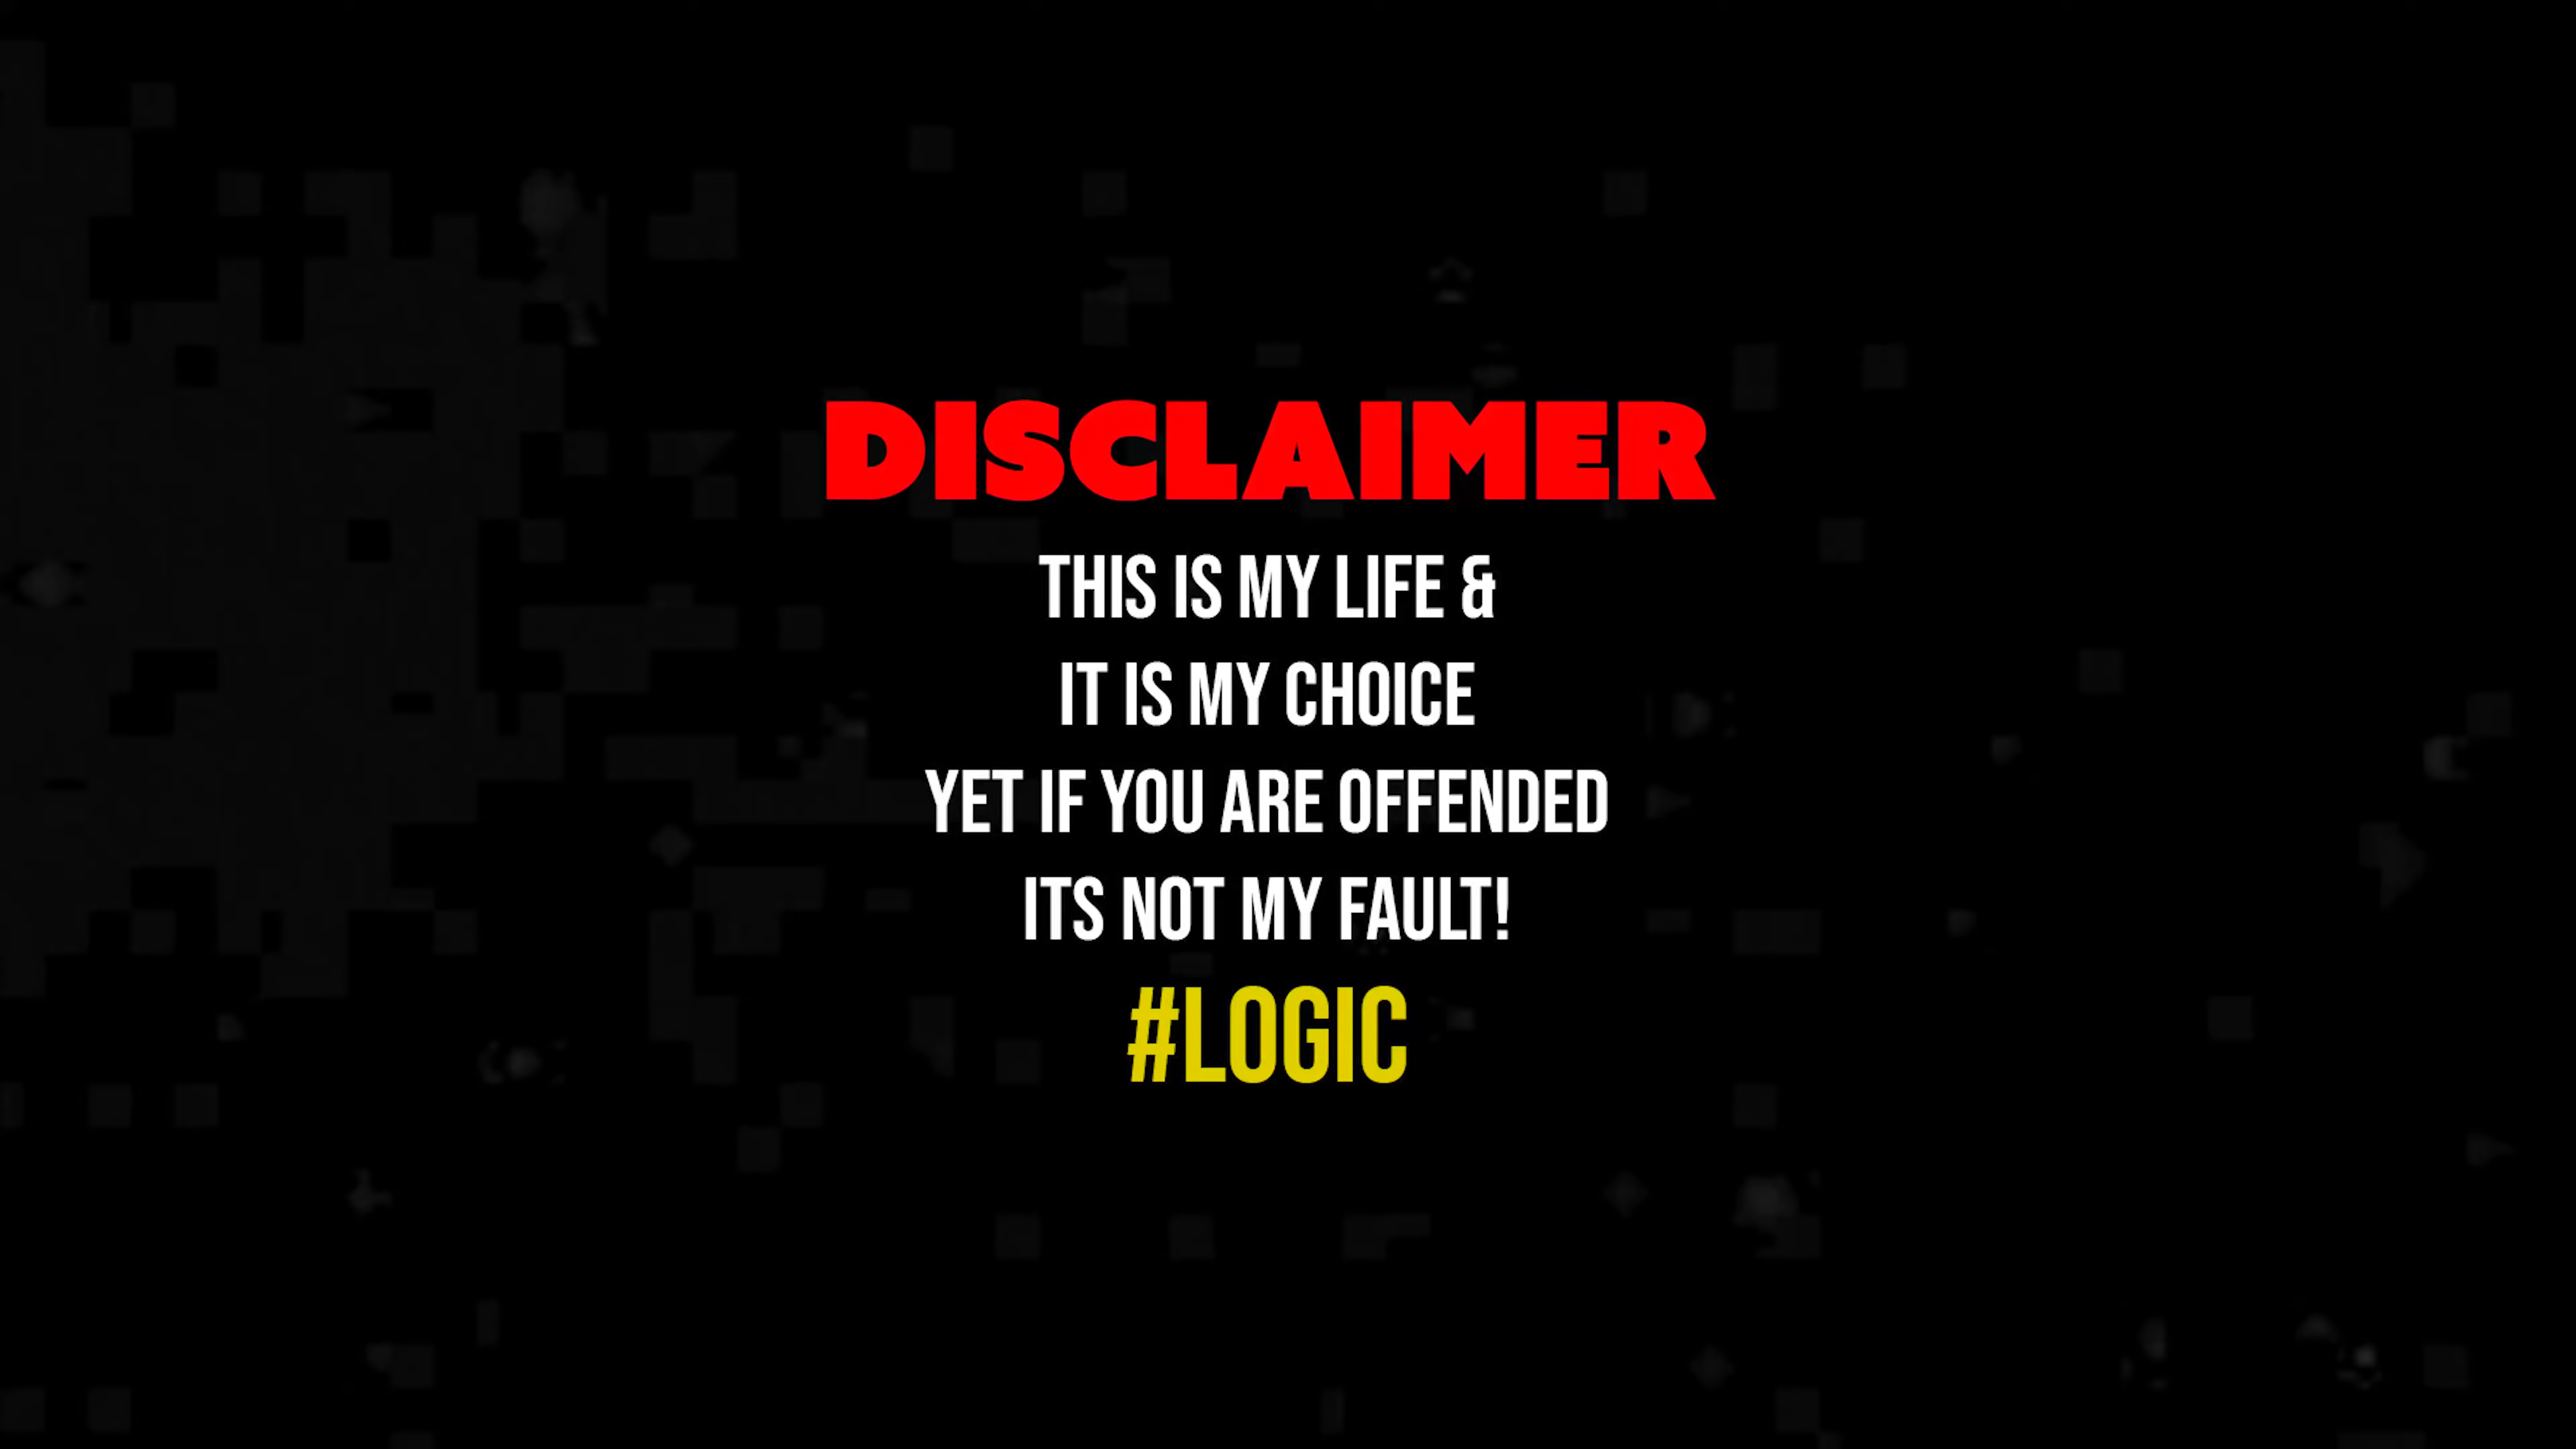 DISCLAIMER
THIS IS MY LIFE &
IT IS MY CHOICE
YET IF YOU ARE OFFENDED
ITS NOT MY FAULT!
#LOGIC